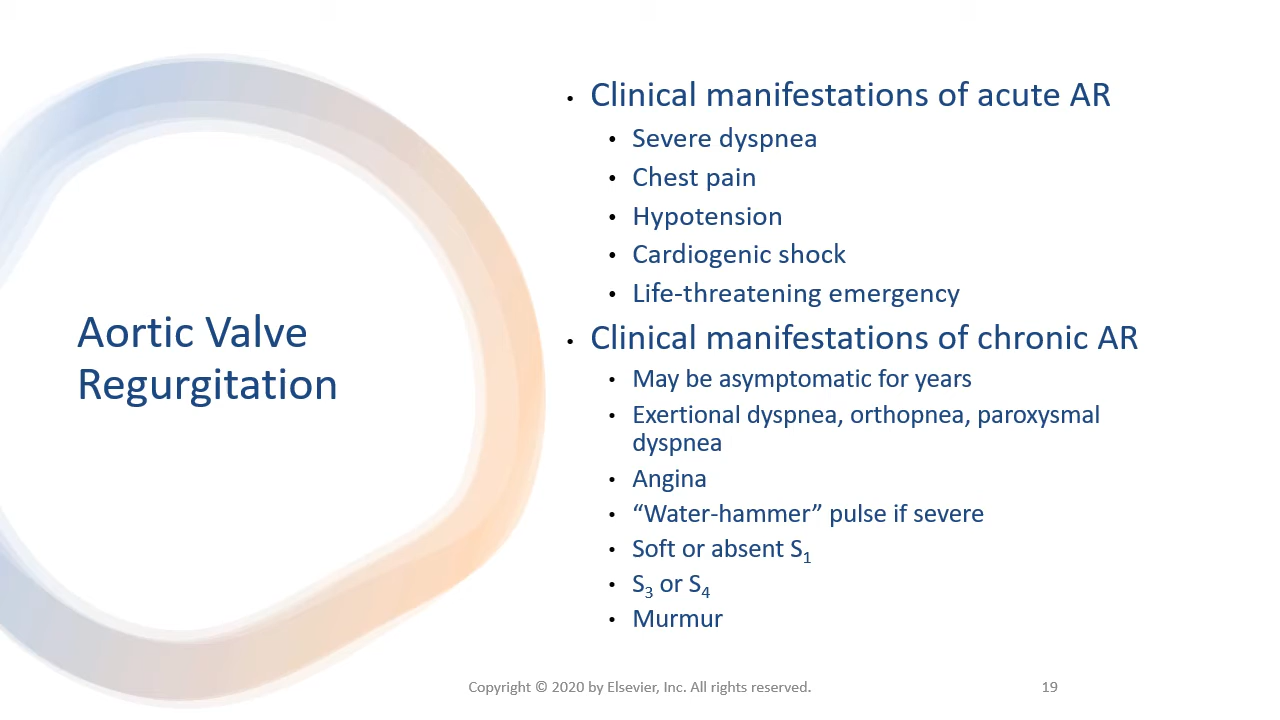 Aortic Valve
Regurgitation
• Clinical manifestations of acute AR
• Severe dyspnea
• Chest pain
• Hypotension
• Cardiogenic shock
• Life-threatening emergency
• Clinical manifestations of chronic AR
• May be asymptomatic for years
• Exertional dyspnea, orthopnea, paroxysmal
dyspnea
• Angina
• “Water-hammer” pulse if severe
• Soft or absent S₁
• S₃ or S₄
• Murmur
Copyright © 2020 by Elsevier, Inc. All rights reserved.
19